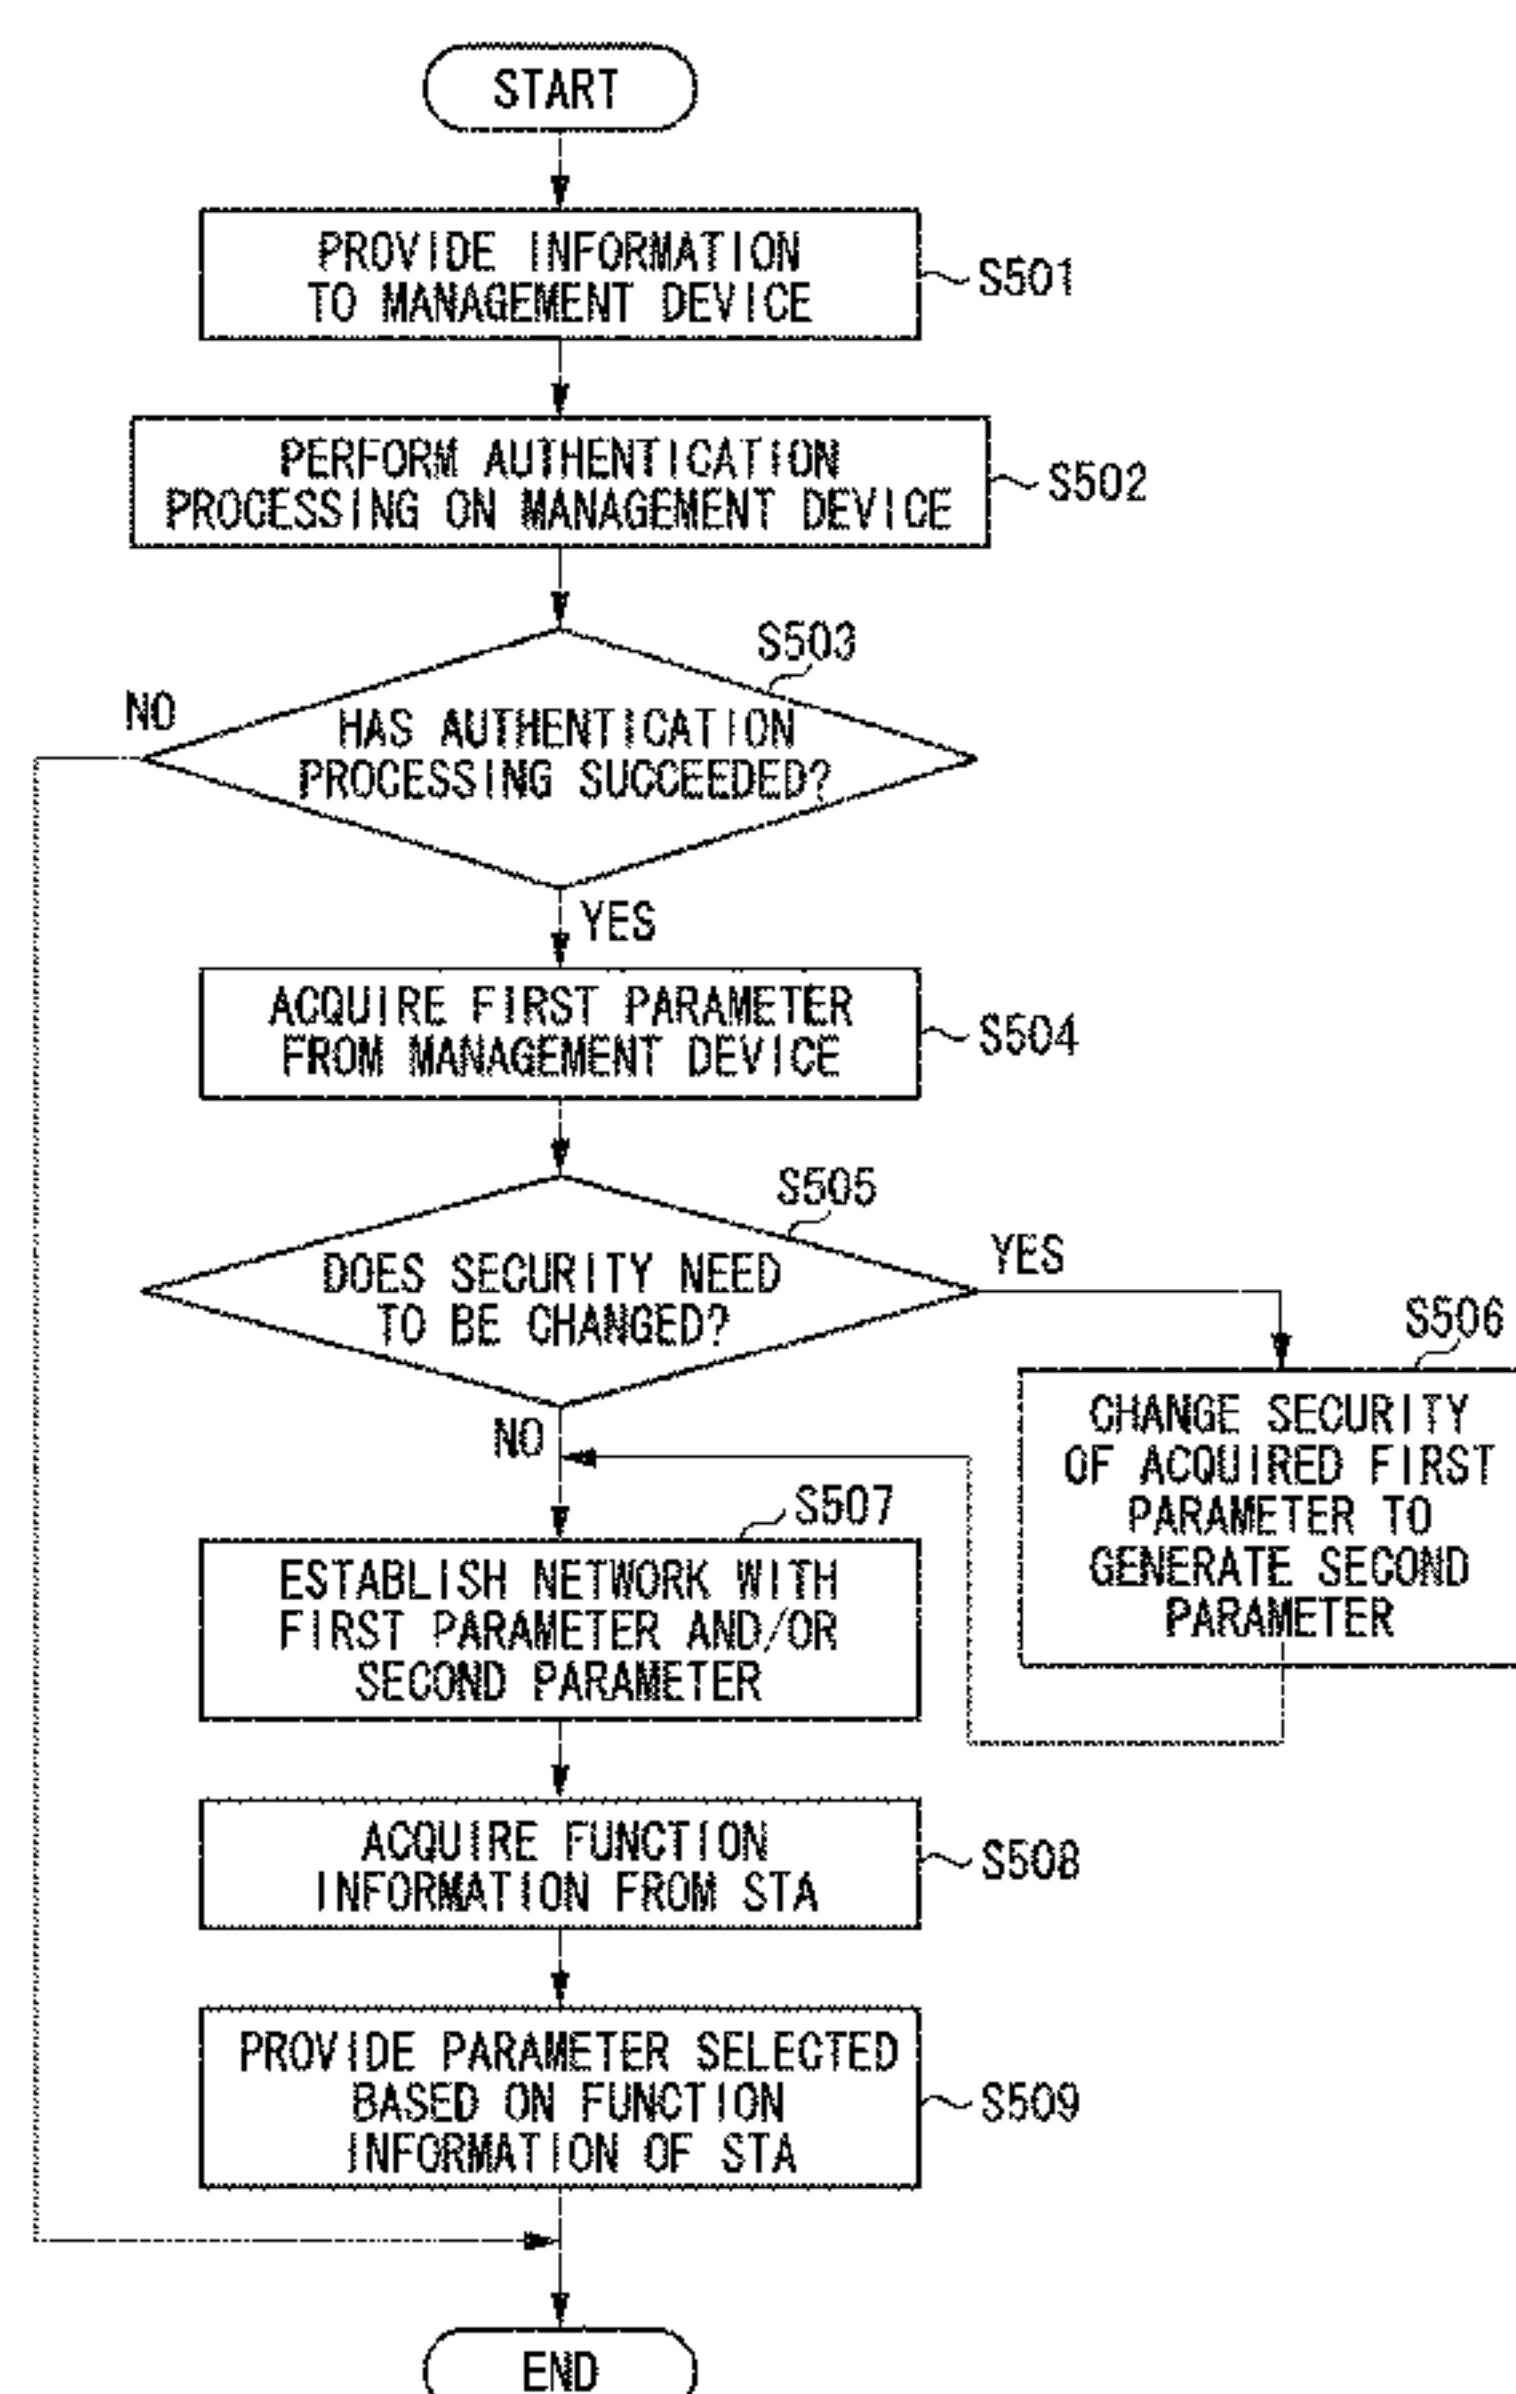 START
PROVIDE INFORMATION
TO MANAGEMENT DEVICE
S501
PERFORM AUTHENTICATION
PROCESSING ON MANAGEMENT DEVICE
S502
S503
NO
HAS AUTHENTICATION
PROCESSING SUCCEEDED?
YES
ACQUIRE FIRST PARAMETER
FROM MANAGEMENT DEVICE
S504
S505
DOES SECURITY NEED
TO BE CHANGED?
YES
S506
CHANGE SECURITY
OF ACQUIRED FIRST
PARAMETER TO
GENERATE SECOND
PARAMETER
NO
S507
ESTABLISH NETWORK WITH
FIRST PARAMETER AND/OR
SECOND PARAMETER
ACQUIRE FUNCTION
INFORMATION FROM STA
S508
PROVIDE PARAMETER SELECTED
BASED ON FUNCTION
INFORMATION OF STA
S509
END